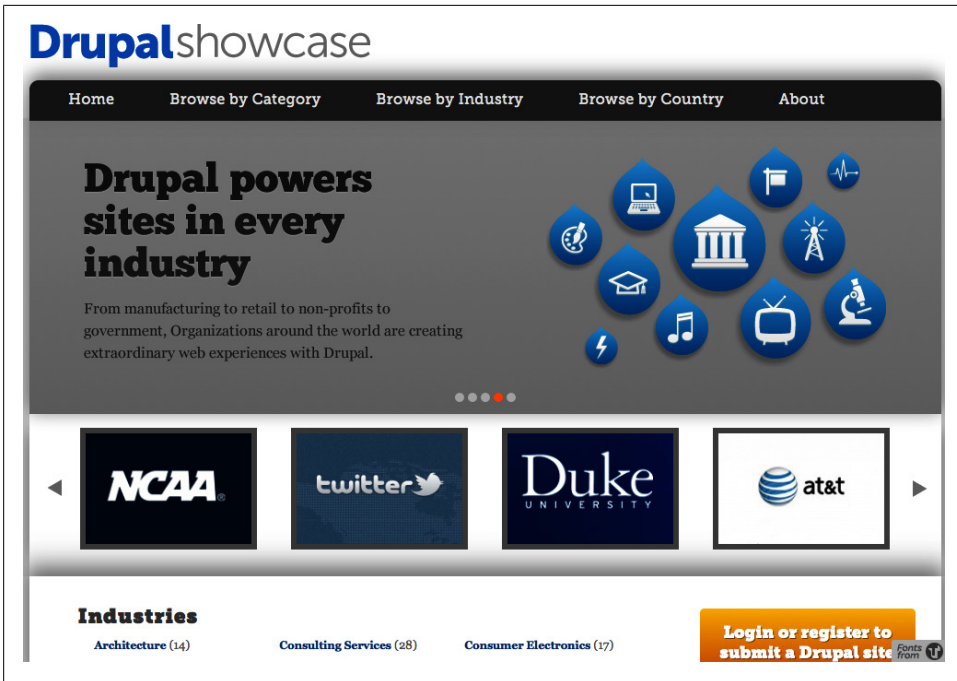 Drupalshowcase
Home Browse by Category Browse by Industry Browse by Country About
Drupal powers
sites in every
industry
From manufacturing to retail to non-profits to
government, Organizations around the world are creating
extraordinary web experiences with Drupal.
NCAA® twitter Duke UNIVERSITY at&t
Industries
Architecture (14) Consulting Services (28) Consumer Electronics (17)
Login or register to
submit a Drupal site
Fonts
from